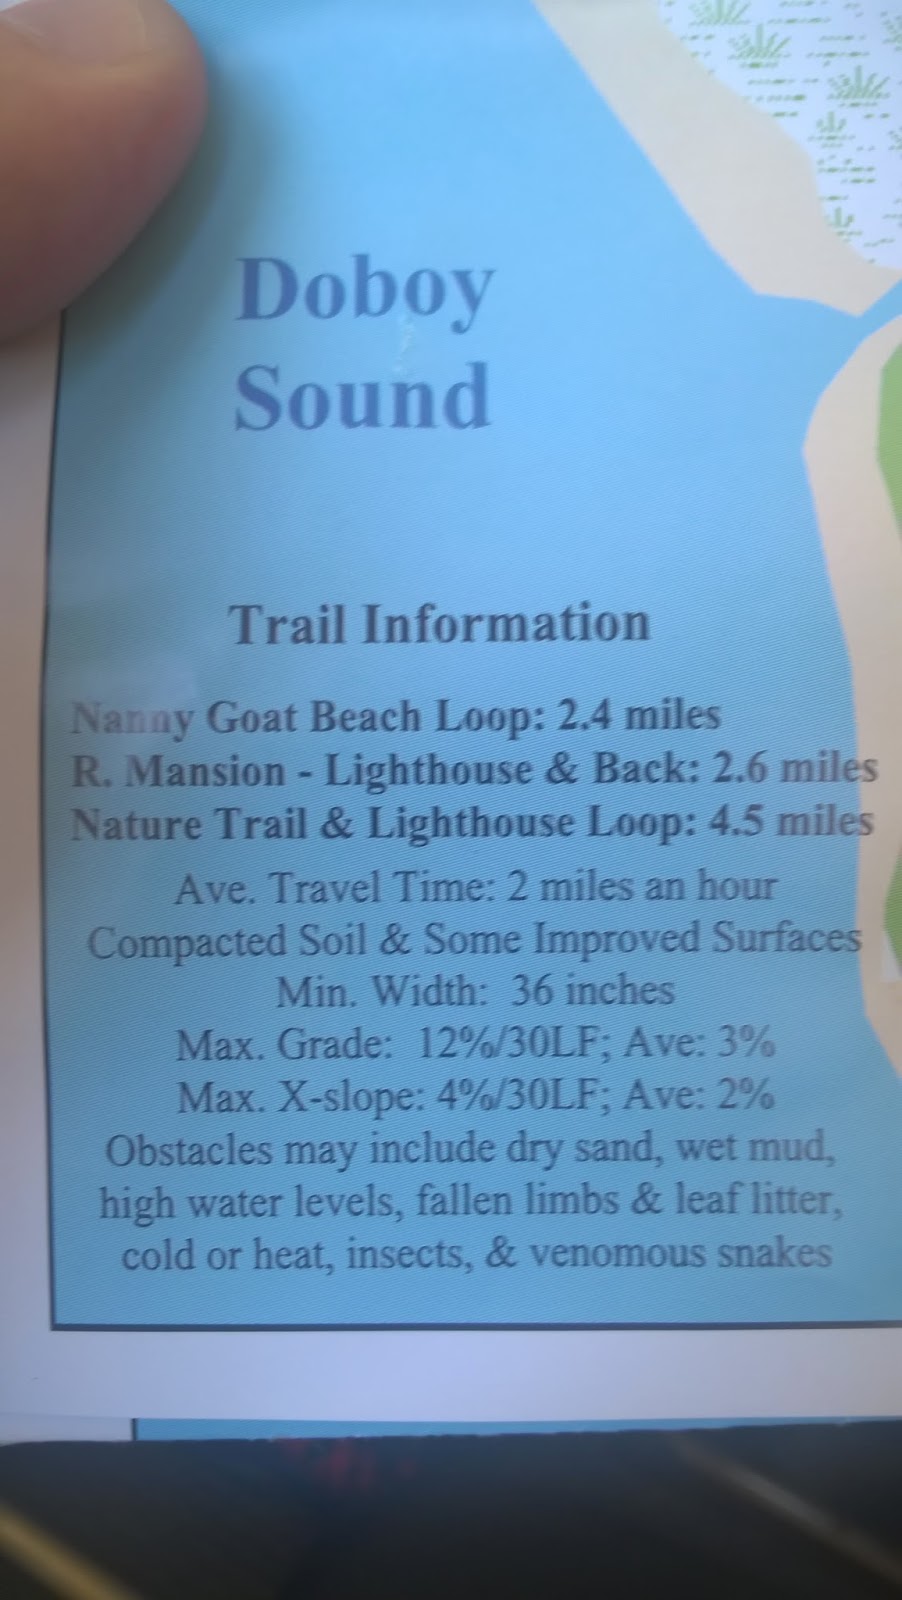 Doboy
Sound
Trail Information
Nanny Goat Beach Loop: 2.4 miles
R. Mansion - Lighthouse & Back: 2.6 miles
Nature Trail & Lighthouse Loop: 4.5 miles
Ave. Travel Time: 2 miles an hour
Compacted Soil & Some Improved Surfaces
Min. Width:  36 inches
Max. Grade:  12%/30LF; Ave: 3%
Max. X-slope: 4%/30LF; Ave: 2%
Obstacles may include dry sand, wet mud,
high water levels, fallen limbs & leaf litter,
cold or heat, insects, & venomous snakes